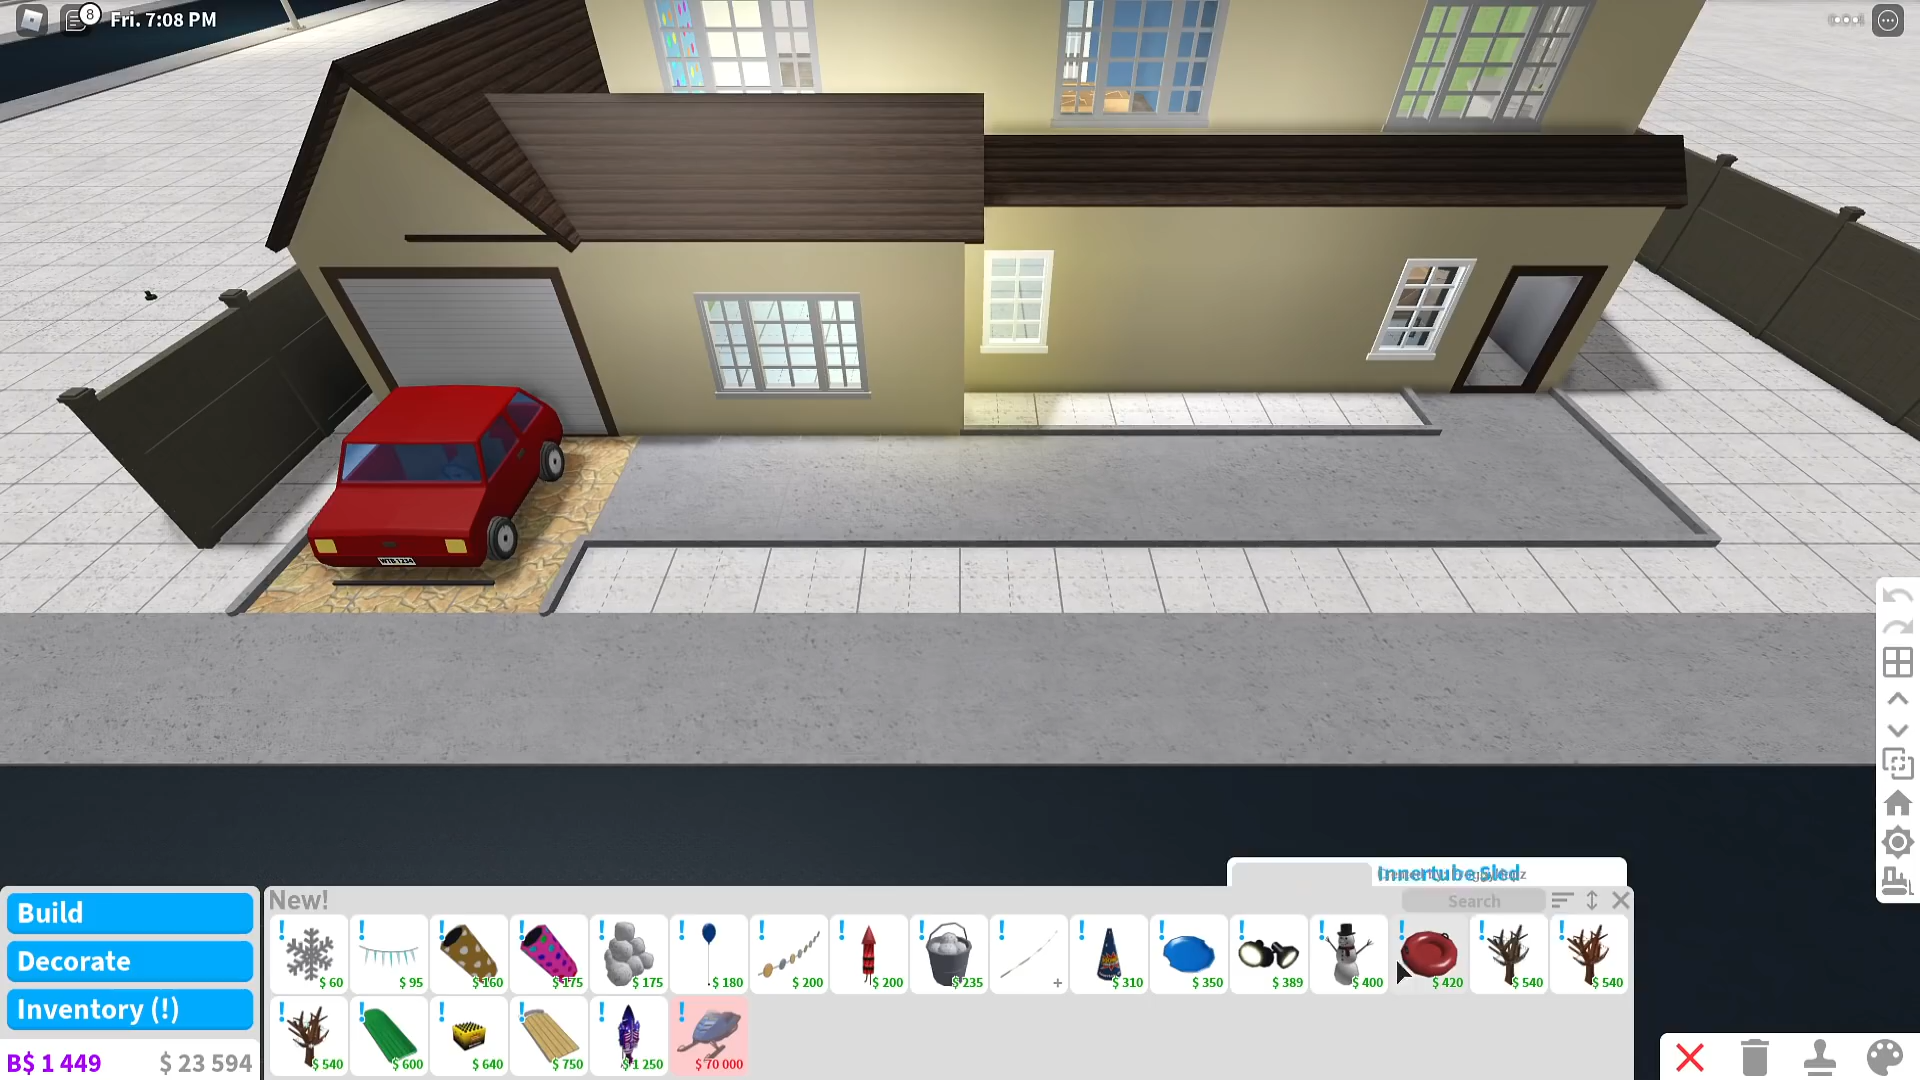 8 Fri. 7:08 PM
WTB1234
Innertube Sled
Build
Decorate
Inventory (!)
B$ 1 449 $ 23 594
New!
Search
! $ 60 ! $ 95 ! $ 160 ! $ 175 ! $ 175 ! $ 180 ! $ 200 ! $ 200 ! $ 235 ! + ! $ 310 ! $ 350 ! $ 389 ! $ 400 ! $ 420 ! $ 540 ! $ 540
! $ 540 ! $ 600 ! $ 640 ! $ 750 ! $ 1 250 ! $ 70 000